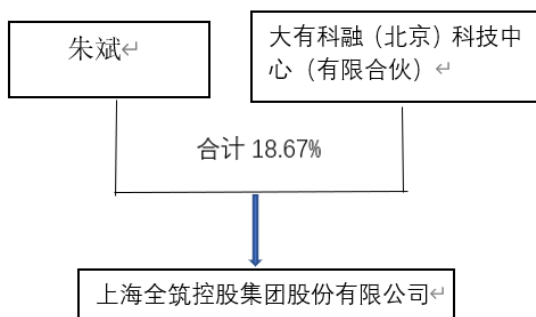 朱斌
大有科融（北京）科技中
心（有限合伙）
合计 18.67%
上海全筑控股集团股份有限公司